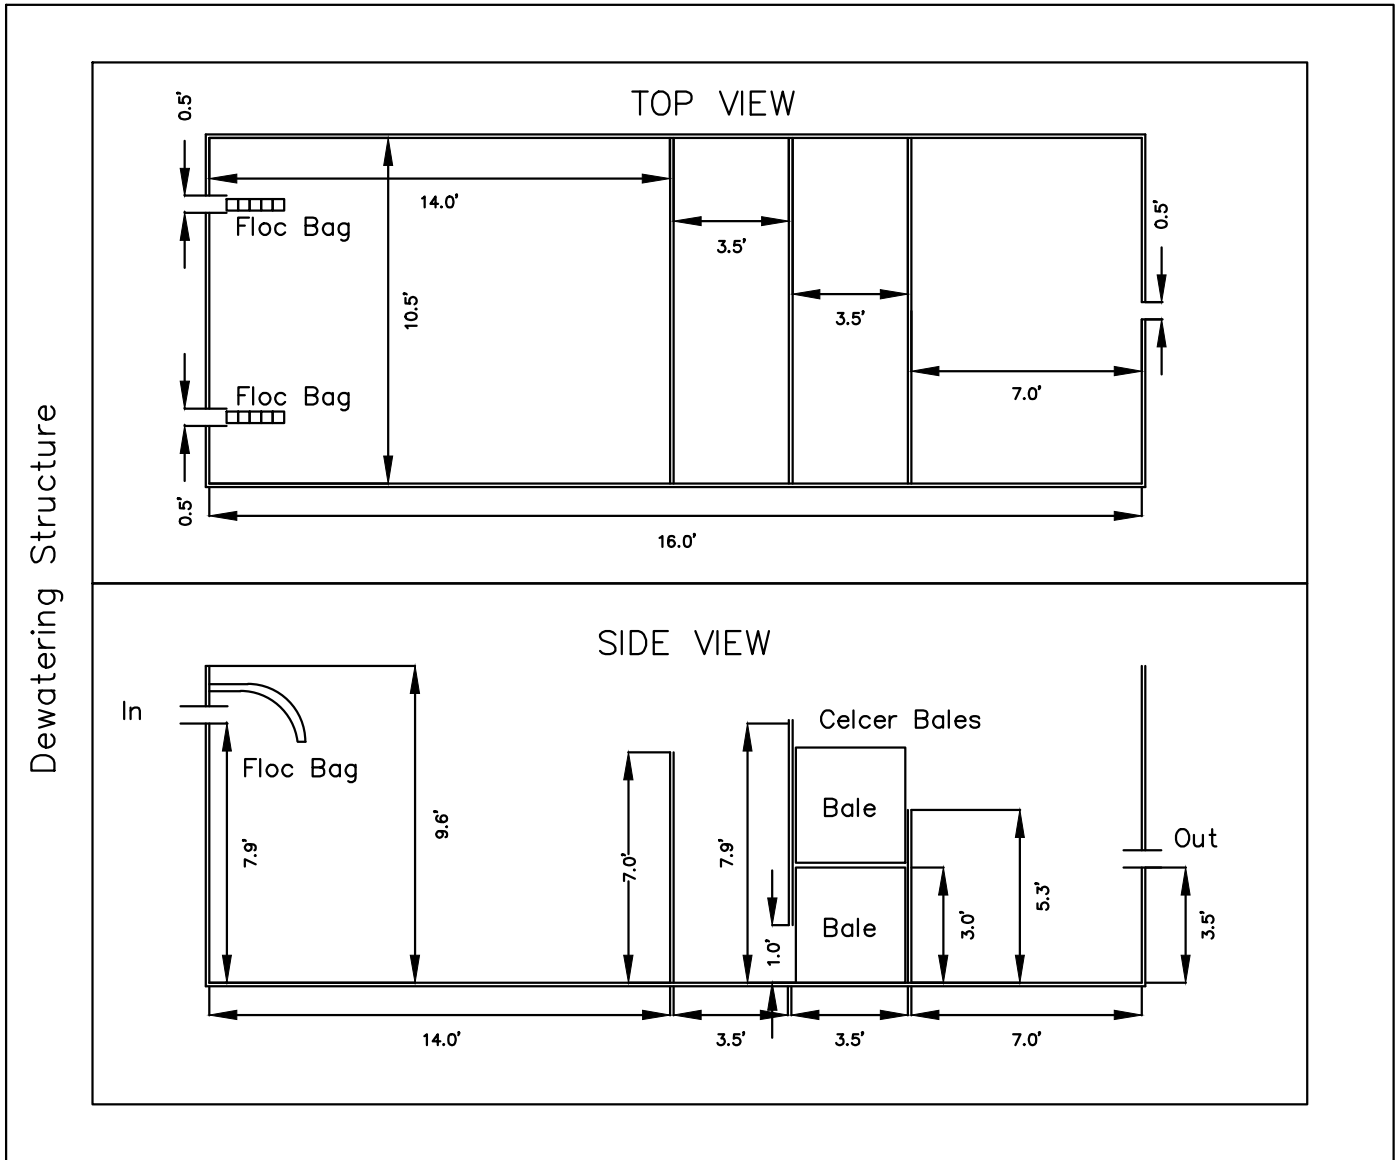 Dewatering Structure
TOP VIEW
0.5'
14.0'
Floc Bag
3.5'
0.5'
10.5'
3.5'
Floc Bag
7.0'
0.5'
16.0'
SIDE VIEW
In
Floc Bag
7.9'
9.6'
7.0'
7.9'
1.0'
Celcer Bales
Bale
Bale
3.0'
5.3'
Out
3.5'
14.0'
3.5'
3.5'
7.0'